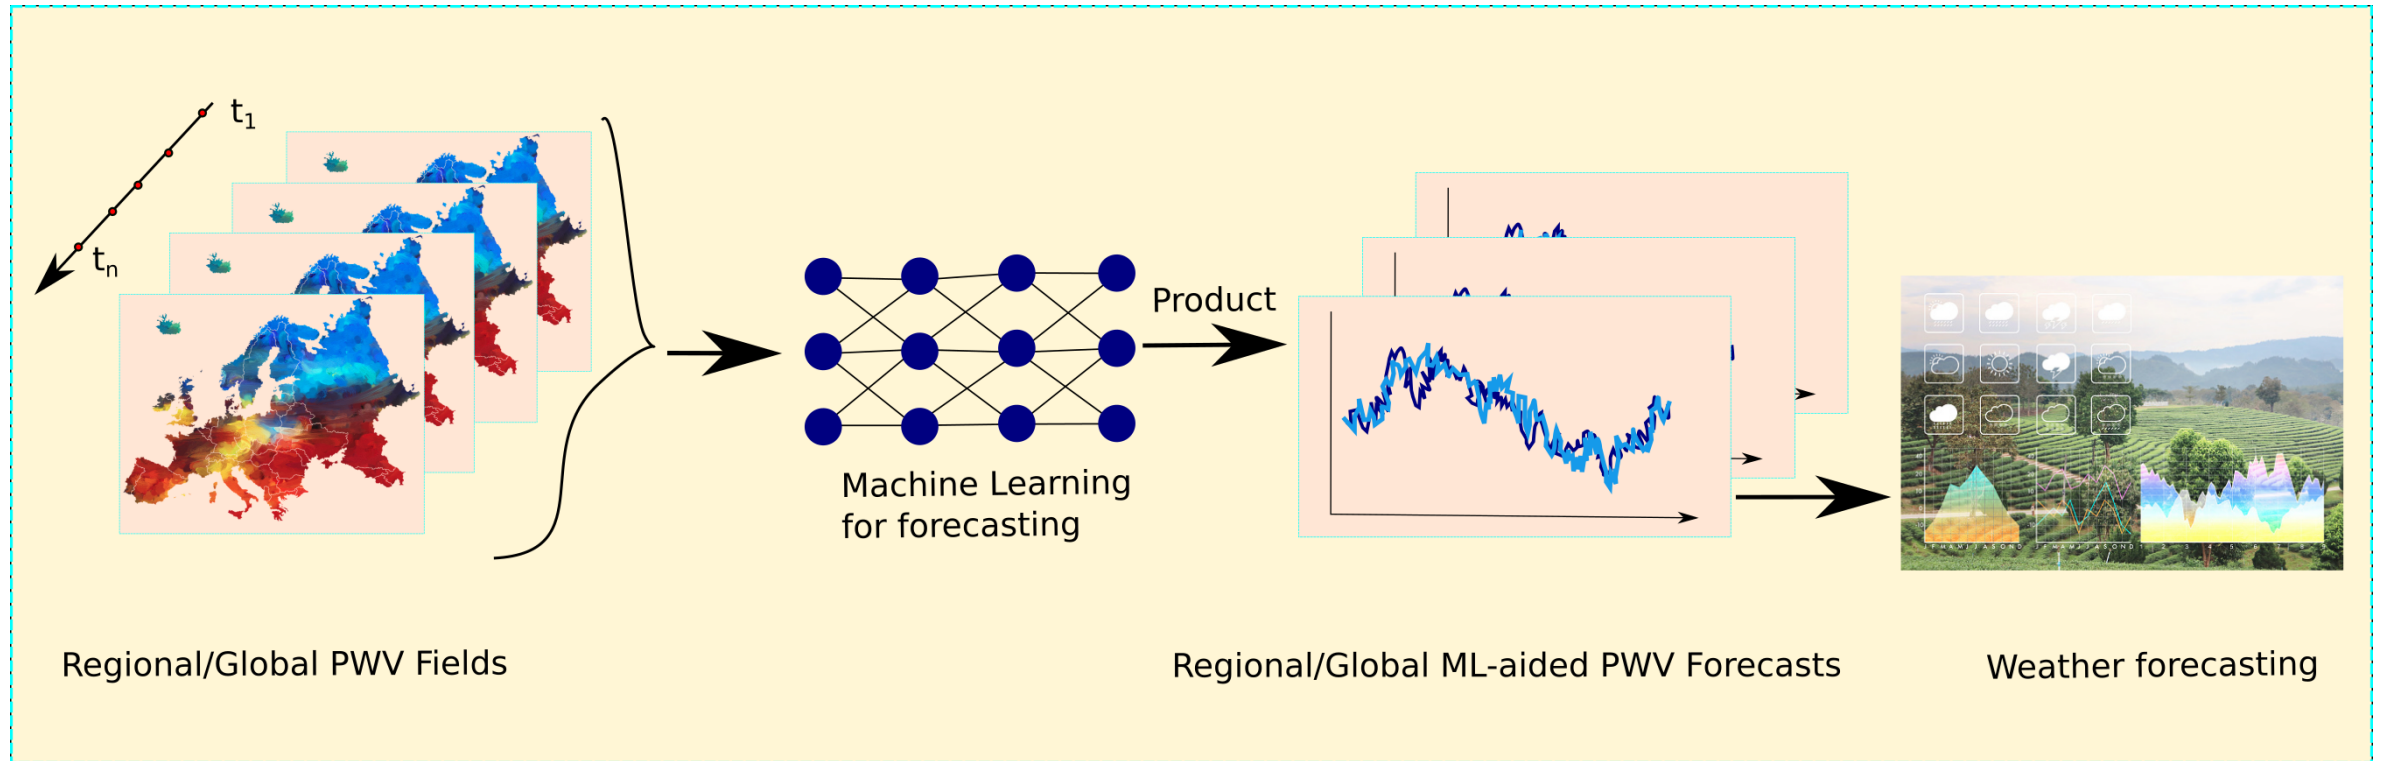 t1
tn
Product
Machine Learning
for forecasting
Regional/Global PWV Fields
Regional/Global ML-aided PWV Forecasts
Weather forecasting